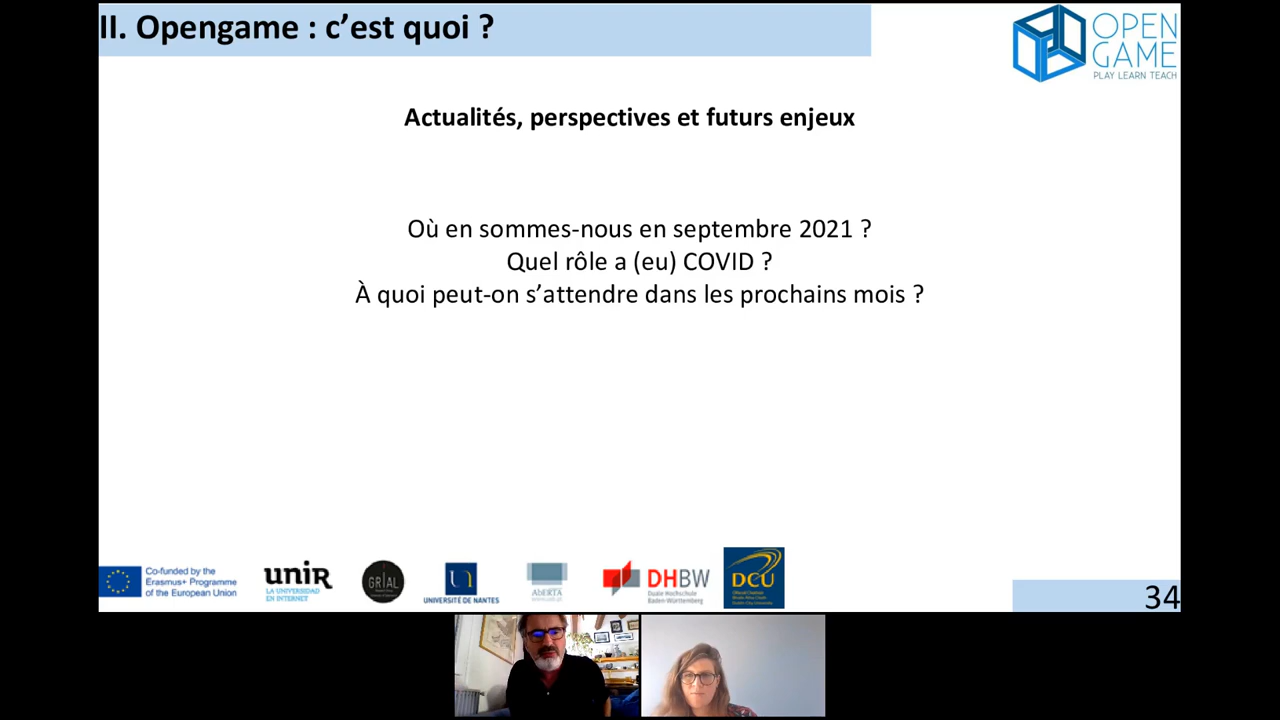 II. Opengame : c’est quoi ?
OPEN
GAME
PLAY LEARN TEACH
Actualités, perspectives et futurs enjeux
Où en sommes-nous en septembre 2021 ?
Quel rôle a (eu) COVID ?
À quoi peut-on s’attendre dans les prochains mois ?
Co-funded by the
Erasmus+ Programme
of the European Union
unir
LA UNIVERSIDAD
EN INTERNET
GRIAL
UNIVERSITÉ DE NANTES
AbERTA
DHBW
Duale Hochschule
Baden-Württemberg
DCU
34